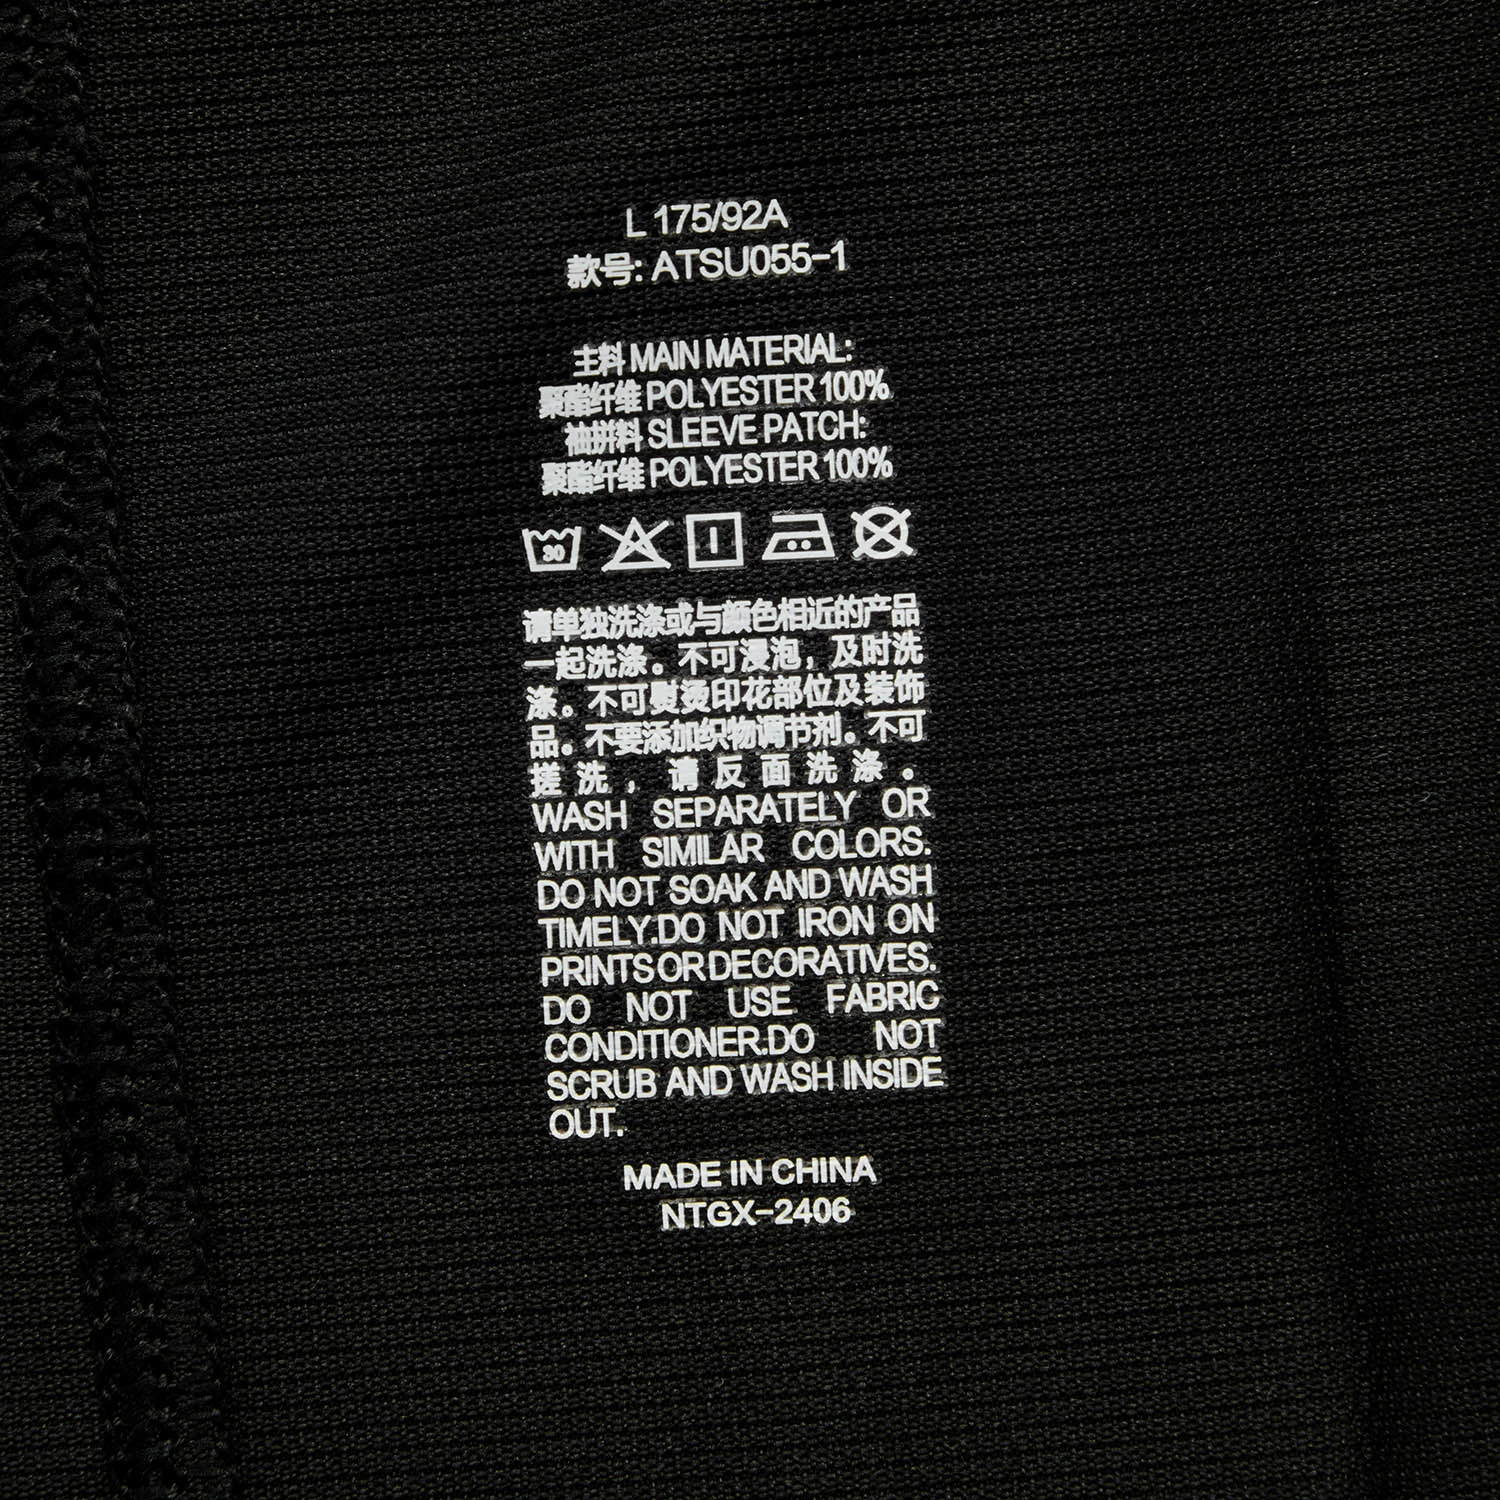 L 175/92A
款号: ATSU055-1
主料 MAIN MATERIAL:
聚酯纤维 POLYESTER 100%
袖拼料 SLEEVE PATCH:
聚酯纤维 POLYESTER 100%
30
请单独洗涤或与颜色相近的产品
一起洗涤。不可浸泡，及时洗
涤。不可熨烫印花部位及装饰
品。不要添加织物调节剂。不可
搓洗，请反面洗涤。
WASH SEPARATELY OR
WITH SIMILAR COLORS.
DO NOT SOAK AND WASH
TIMELY.DO NOT IRON ON
PRINTS OR DECORATIVES.
DO NOT USE FABRIC
CONDITIONER.DO NOT
SCRUB AND WASH INSIDE
OUT.
MADE IN CHINA
NTGX-2406